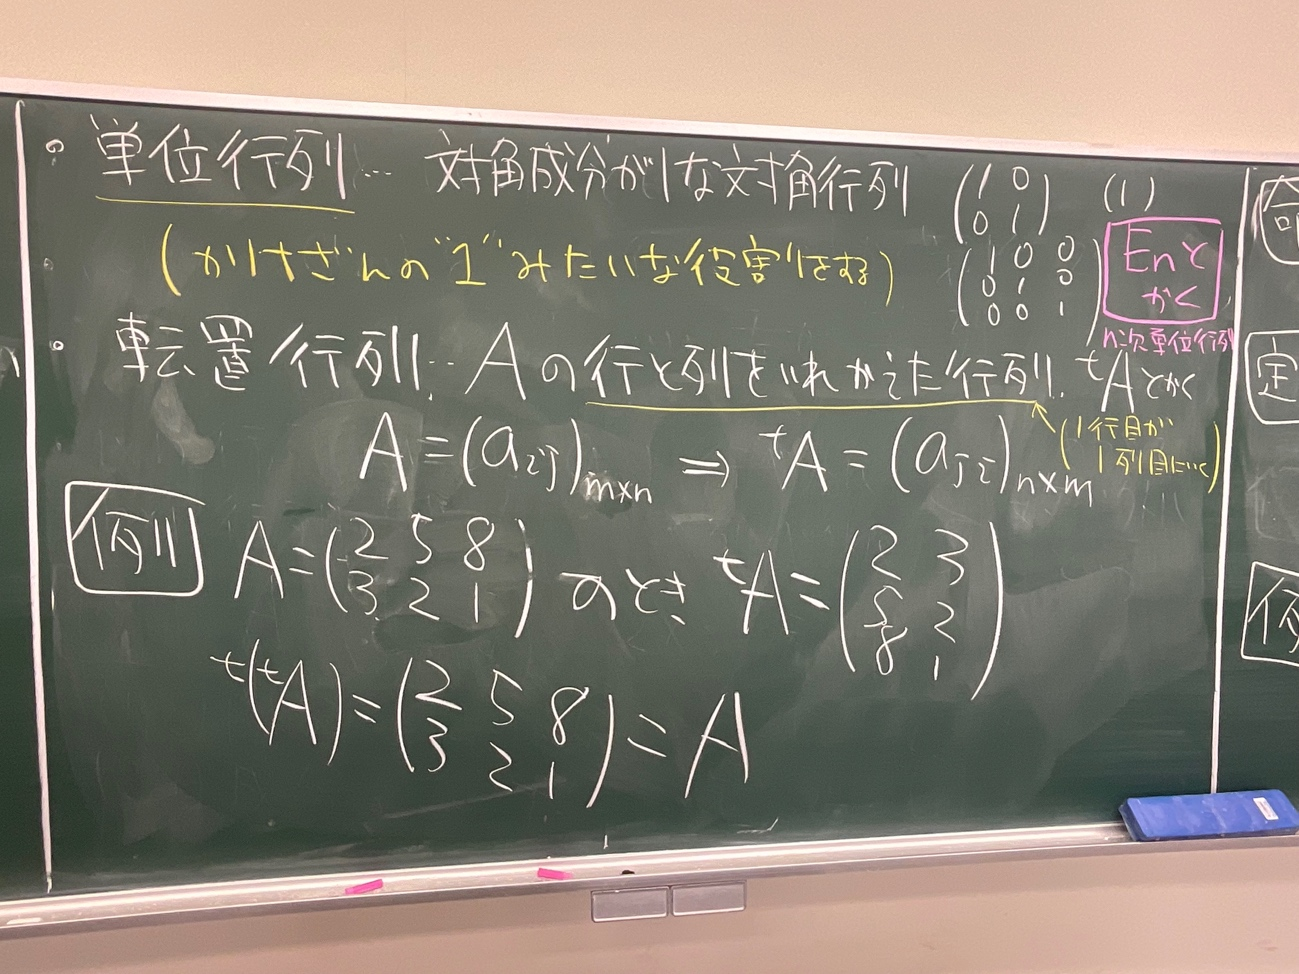 ・単位行列… 対角成分が1な対角行列 (1 0 / 0 1) (1)
(かけざんの"1"みたいな役割をする) (1 0 0 / 0 1 0 / 0 0 1) Enとかく
n次単位行列
・転置行列… Aの行と列をいれかえた行列. ᵗAとかく
(1行目が
1列目にいく)
A=(aij)m×n ⇒ ᵗA=(aji)n×m
例 A=(2 5 8 / 3 2 1) のとき ᵗA=(2 3 / 5 2 / 8 1)
ᵗ(ᵗA)=(2 5 8 / 3 2 1)=A
定